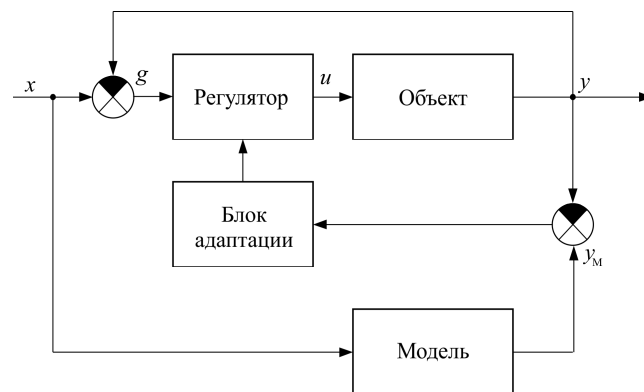 x
g
Регулятор
u
Объект
y
Блок
адаптации
yм
Модель